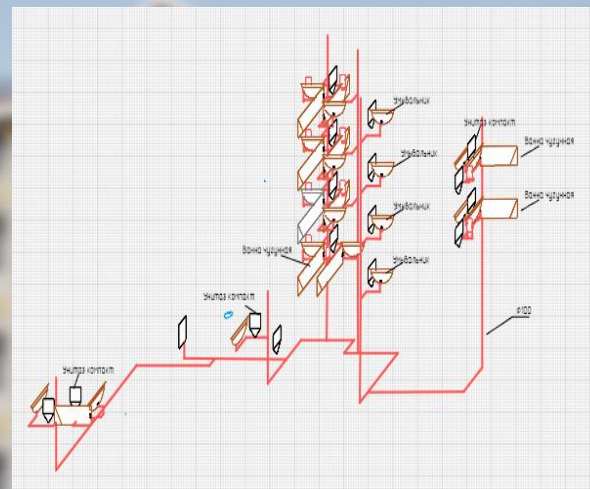 Умывальник
Унитаз компакт
Ванна чугунная
Умывальник
Ванна чугунная
Умывальник
Ванна чугунная
Умывальник
Унитаз компакт
ф100
Унитаз компакт